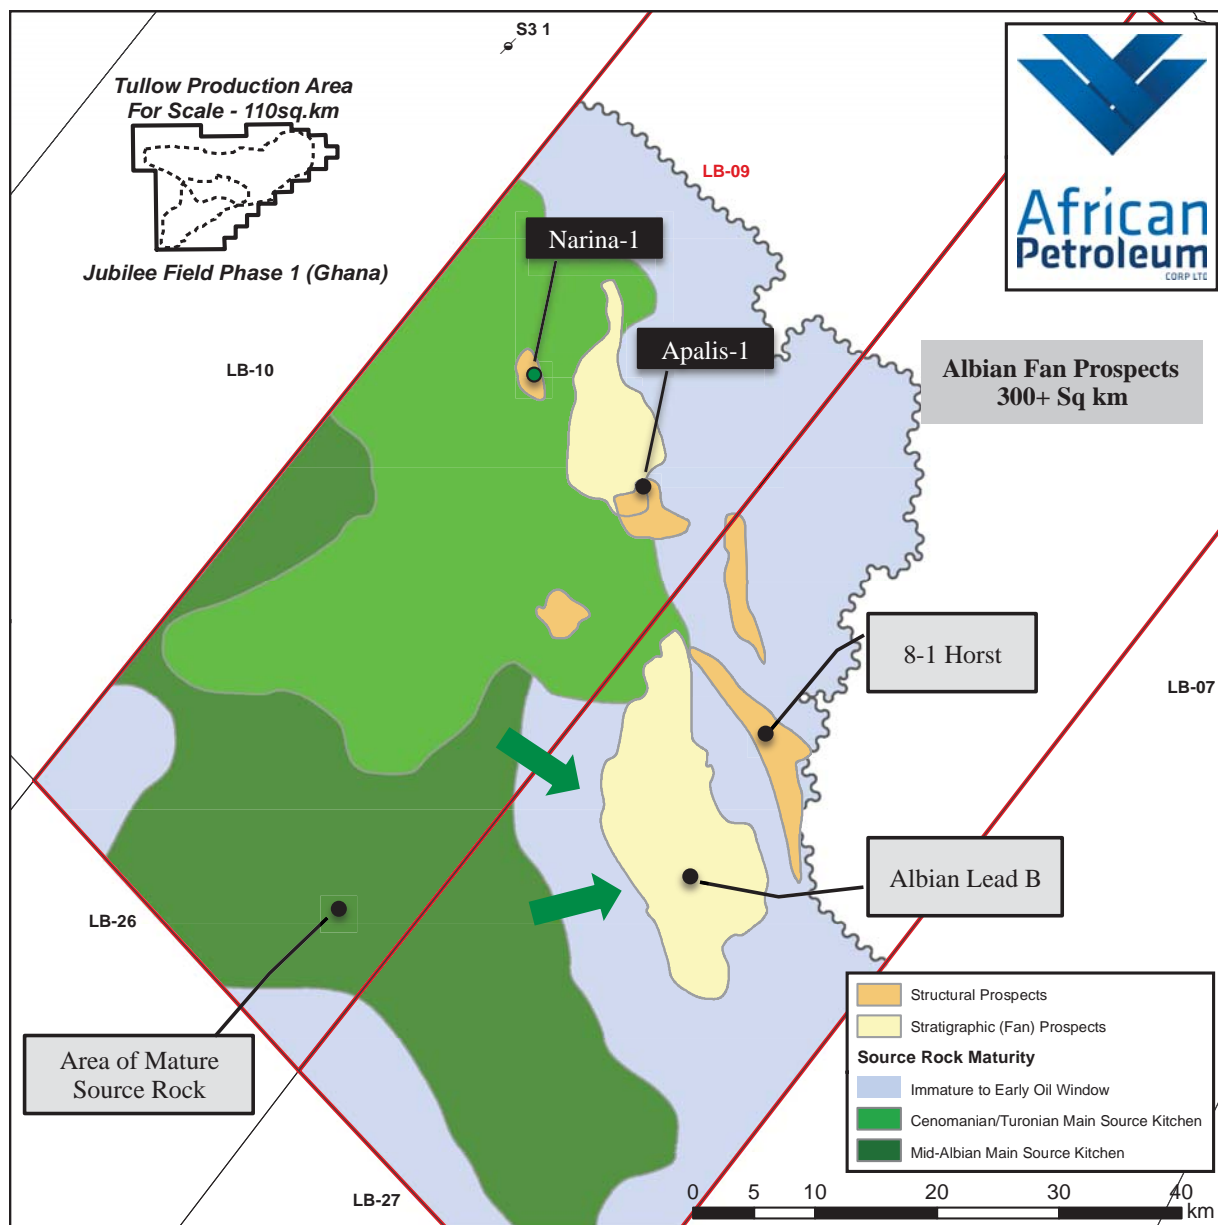 S3 1
Tullow Production Area
For Scale - 110sq.km
Jubilee Field Phase 1 (Ghana)
African
Petroleum
CORP LTD
LB-09
Narina-1
Apalis-1
LB-10
Albian Fan Prospects
300+ Sq km
8-1 Horst
LB-07
Albian Lead B
LB-26
Area of Mature
Source Rock
LB-27
Structural Prospects
Stratigraphic (Fan) Prospects
Source Rock Maturity
Immature to Early Oil Window
Cenomanian/Turonian Main Source Kitchen
Mid-Albian Main Source Kitchen
0 5 10 20 30 40
km